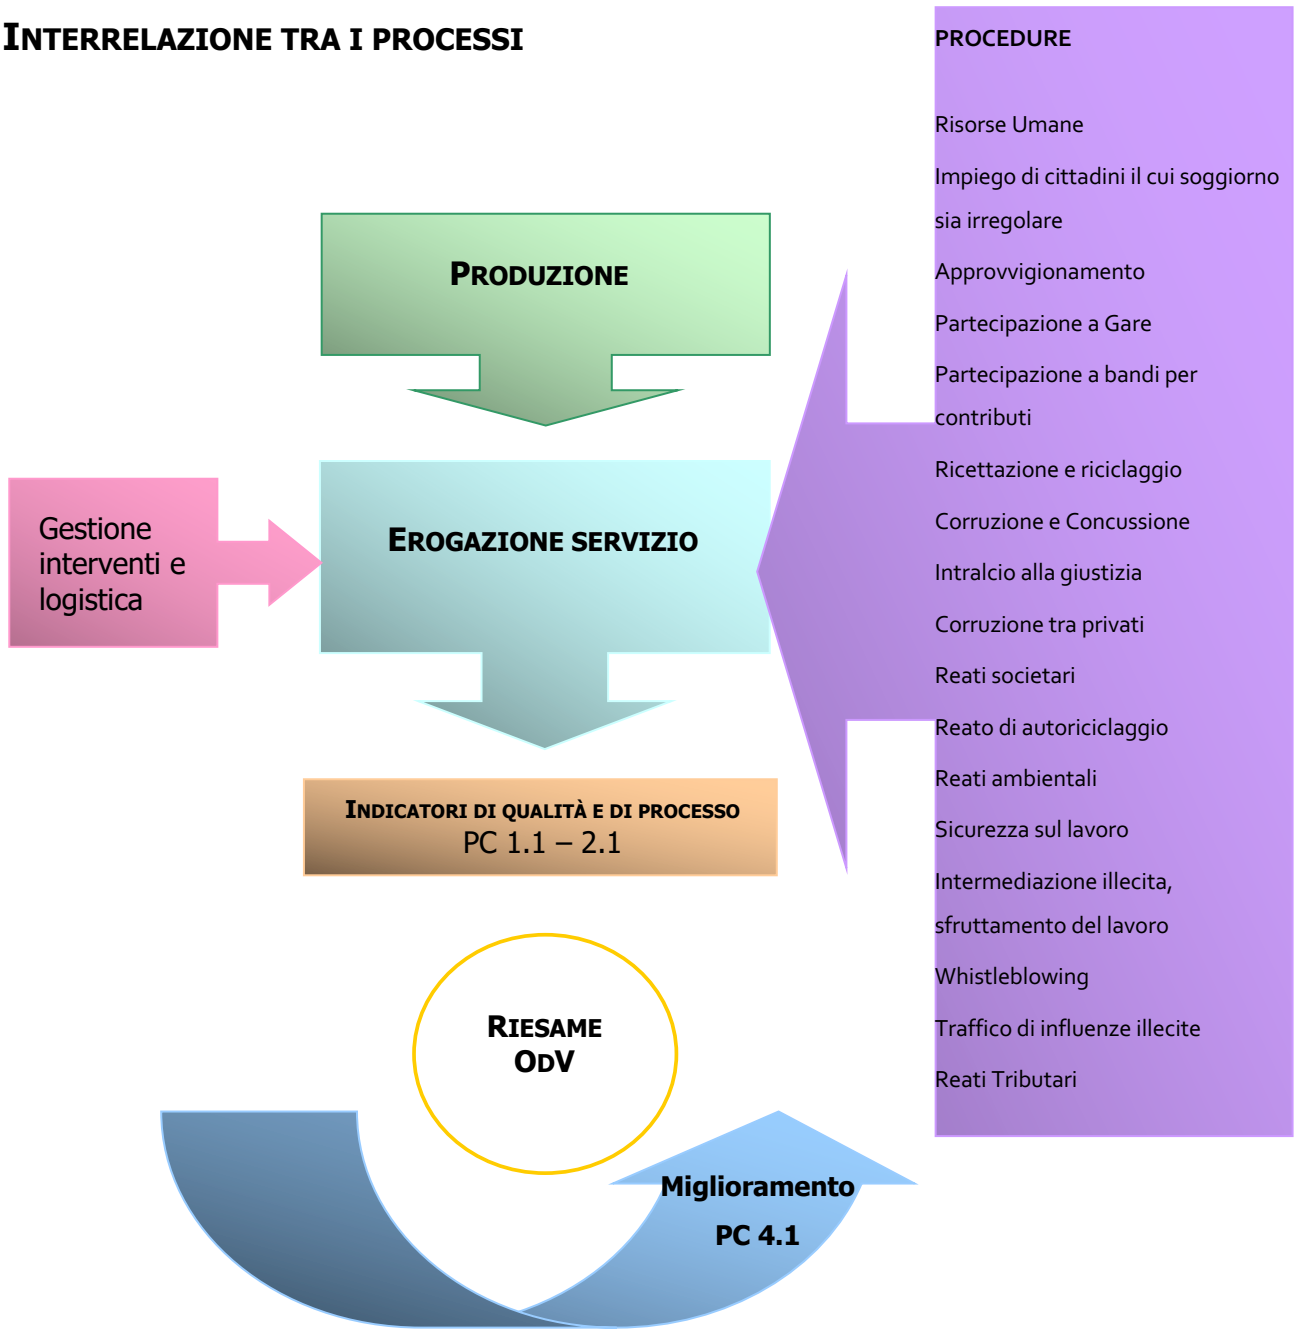 INTERRELAZIONE TRA I PROCESSI
PRODUZIONE
Gestione
interventi e
logistica
EROGAZIONE SERVIZIO
INDICATORI DI QUALITÀ E DI PROCESSO
PC 1.1 – 2.1
RIESAME
ODV
Miglioramento
PC 4.1
PROCEDURE
Risorse Umane
Impiego di cittadini il cui soggiorno
sia irregolare
Approvvigionamento
Partecipazione a Gare
Partecipazione a bandi per
contributi
Ricettazione e riciclaggio
Corruzione e Concussione
Intralcio alla giustizia
Corruzione tra privati
Reati societari
Reato di autoriciclaggio
Reati ambientali
Sicurezza sul lavoro
Intermediazione illecita,
sfruttamento del lavoro
Whistleblowing
Traffico di influenze illecite
Reati Tributari